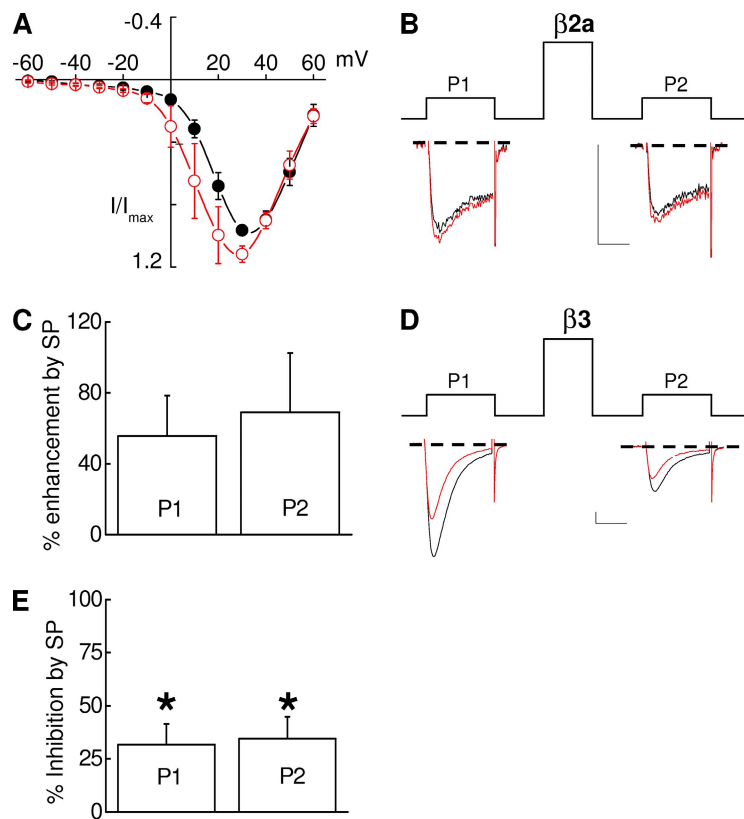 A
-0.4
-60 -20 20 40 60 mV
I/Imax
1.2
B
β2a
P1 P2
C
% enhancement by SP
120
80
40
0
P1 P2
D
β3
P1 P2
E
% Inhibition by SP
100
75
50
25
0
* *
P1 P2